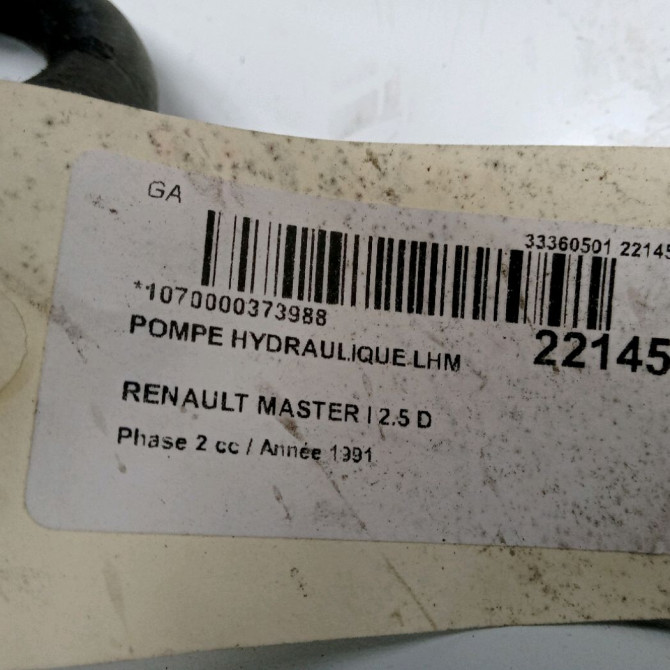 GA
33360501 22145
*1070000373988
22145
POMPE HYDRAULIQUE LHM
RENAULT MASTER I 2.5 D
Phase 2 cc / Année 1991